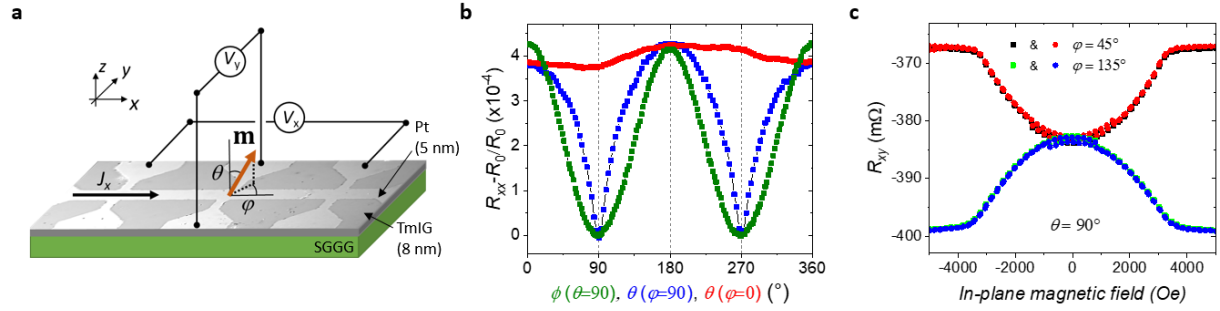 a
V_y
z
y
x
V_x
m
Pt
(5 nm)
θ
J_x
φ
TmIG
(8 nm)
SGGG
b
R_xx-R_0/R_0 (x10^-4)
4
3
2
1
0
0 90 180 270 360
ϕ (θ=90), θ (φ=90), θ (φ=0) (°)
c
R_xy (mΩ)
-370
-380
-390
-400
& φ = 45°
& φ = 135°
θ = 90°
-4000 -2000 0 2000 4000
In-plane magnetic field (Oe)